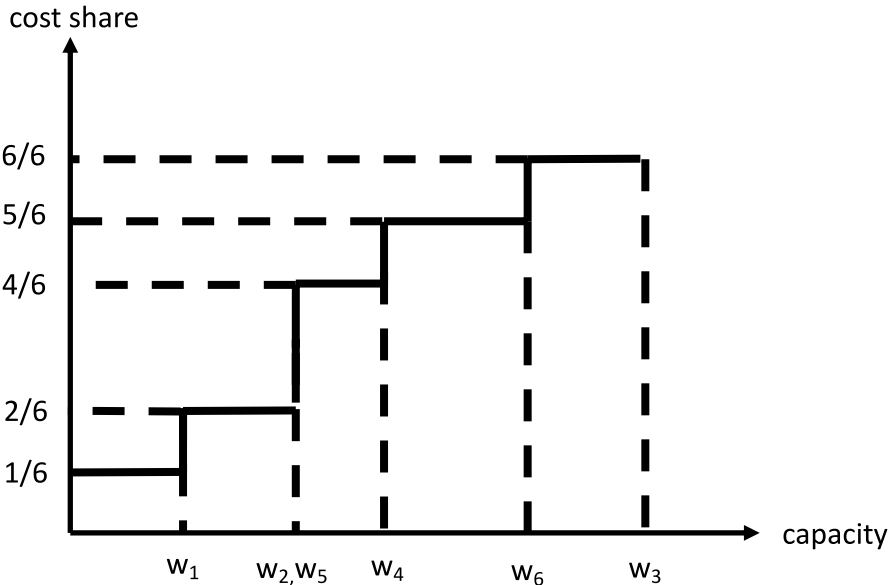 cost share
6/6
5/6
4/6
2/6
1/6
capacity
w₁
w₂,w₅
w₄
w₆
w₃